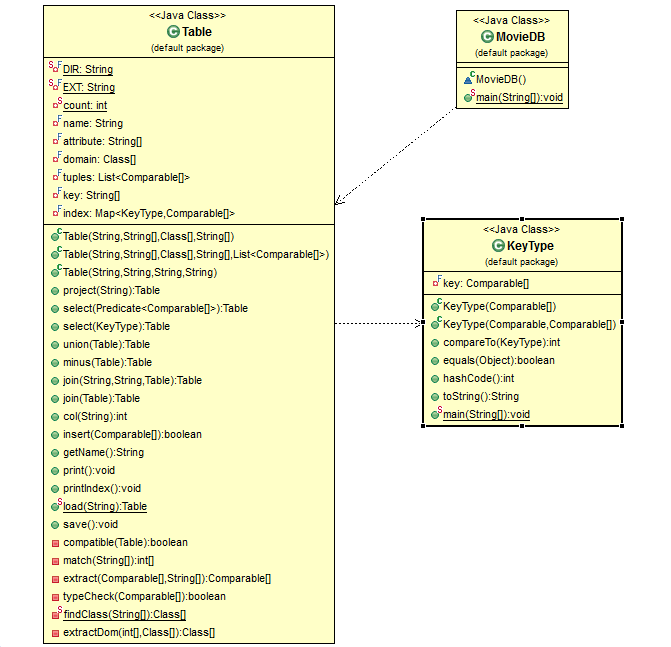 <<Java Class>>
Table
(default package)
DIR: String
EXT: String
count: int
name: String
attribute: String[]
domain: Class[]
tuples: List<Comparable[]>
key: String[]
index: Map<KeyType,Comparable[]>
Table(String,String[],Class[],String[])
Table(String,String[],Class[],String[],List<Comparable[]>)
Table(String,String,String,String)
project(String):Table
select(Predicate<Comparable[]>):Table
select(KeyType):Table
union(Table):Table
minus(Table):Table
join(String,String,Table):Table
join(Table):Table
col(String):int
insert(Comparable[]):boolean
getName():String
print():void
printIndex():void
load(String):Table
save():void
compatible(Table):boolean
match(String[]):int[]
extract(Comparable[],String[]):Comparable[]
typeCheck(Comparable[]):boolean
findClass(String[]):Class[]
extractDom(int[],Class[]):Class[]
<<Java Class>>
MovieDB
(default package)
MovieDB()
main(String[]):void
<<Java Class>>
KeyType
(default package)
key: Comparable[]
KeyType(Comparable[])
KeyType(Comparable,Comparable[])
compareTo(KeyType):int
equals(Object):boolean
hashCode():int
toString():String
main(String[]):void